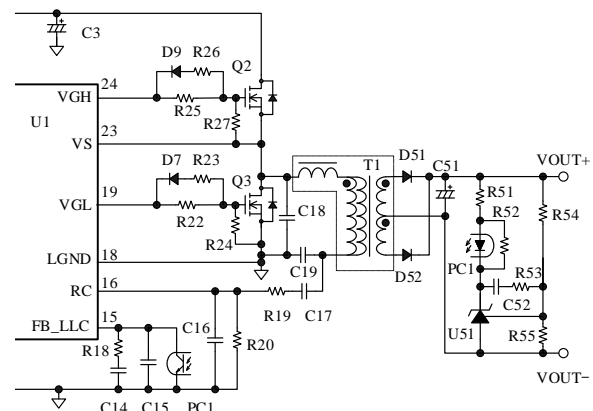 C3
D9 R26
Q2
24
VGH
R25
R27
U1
23
VS
D7 R23
Q3
T1
D51
C51
VOUT+
19
VGL
R22
R24
C18
R51
R52
R54
18
LGND
C19
D52
PC1
R53
C52
16
RC
R19 C17
U51
R55
15
FB_LLC
C16
R20
R18
VOUT−
C14 C15 PC1